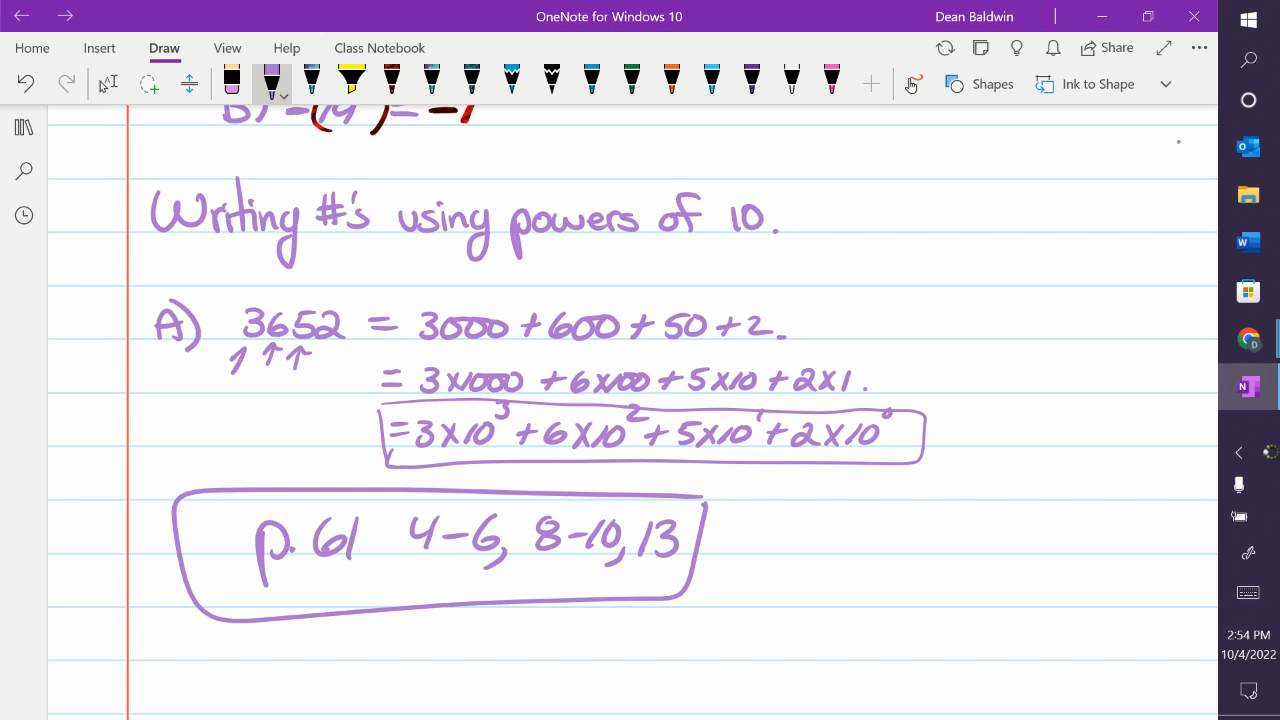 OneNote for Windows 10
Dean Baldwin
Home Insert Draw View Help Class Notebook
Share
Shapes
Ink to Shape
Writing #'s using powers of 10.
A) 3652 = 3000 + 600 + 50 + 2.
= 3x1000 + 6x100 + 5x10 + 2x1.
= 3x10³ + 6x10² + 5x10¹ + 2x10⁰
p. 61 4-6, 8-10, 13
2:54 PM
10/4/2022